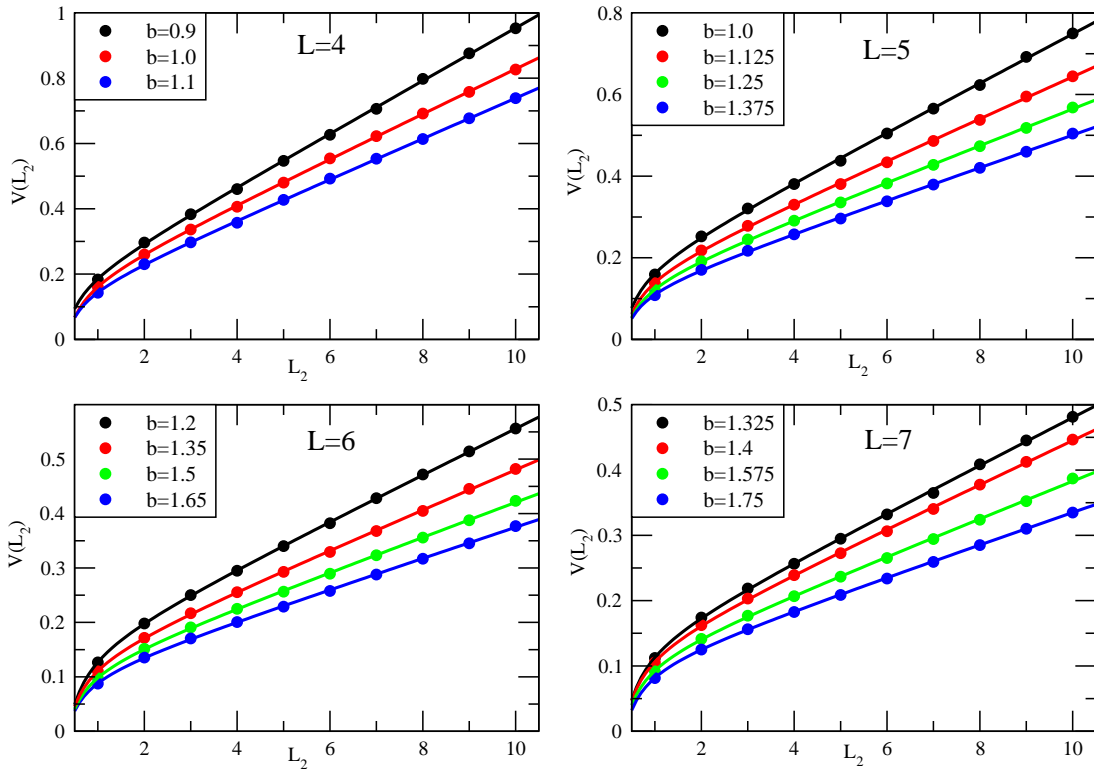 L=4
b=0.9
b=1.0
b=1.1
V(L₂)
1
0.8
0.6
0.4
0.2
0
2 4 6 8 10
L₂
L=5
b=1.0
b=1.125
b=1.25
b=1.375
V(L₂)
0.8
0.6
0.4
0.2
0
2 4 6 8 10
L₂
L=6
b=1.2
b=1.35
b=1.5
b=1.65
V(L₂)
0.5
0.4
0.3
0.2
0.1
0
2 4 6 8 10
L₂
L=7
b=1.325
b=1.4
b=1.575
b=1.75
V(L₂)
0.5
0.4
0.3
0.2
0.1
0
2 4 6 8 10
L₂